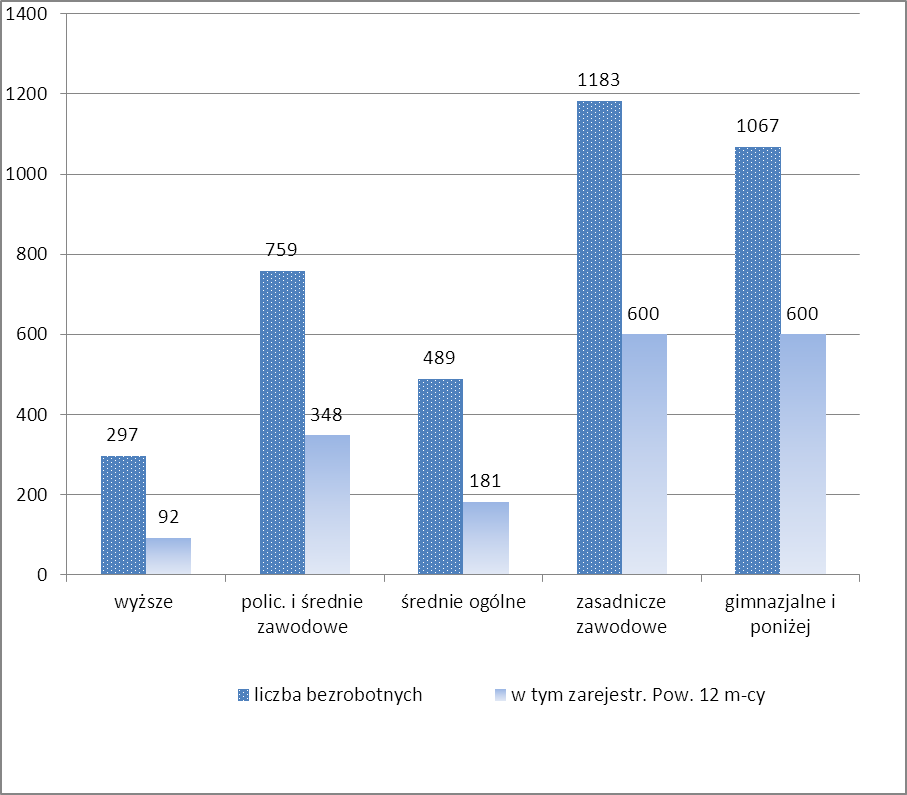 1400
1200
1000
800
600
400
200
0
297
92
759
348
489
181
1183
600
1067
600
wyższe
polic. i średnie
zawodowe
średnie ogólne
zasadnicze
zawodowe
gimnazjalne i
poniżej
liczba bezrobotnych
w tym zarejestr. Pow. 12 m-cy